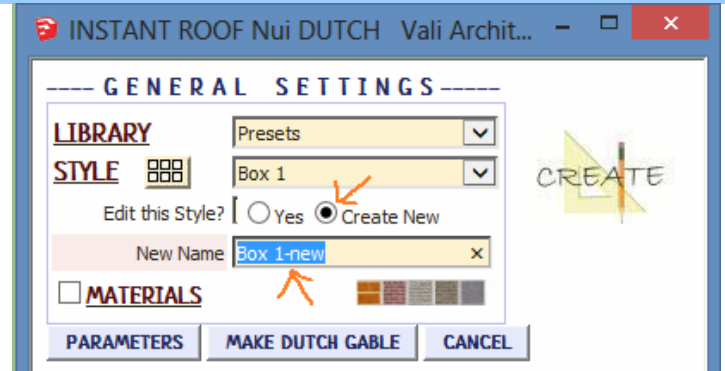 INSTANT ROOF Nui DUTCH Vali Archit...
---- GENERAL SETTINGS-----
LIBRARY Presets
STYLE Box 1
CREATE
Edit this Style? Yes Create New
New Name Box 1-new ×
MATERIALS
PARAMETERS MAKE DUTCH GABLE CANCEL